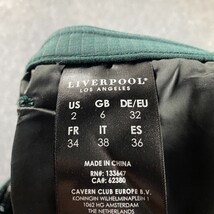 LIVERPOOL®
LOS ANGELES
US GB DE/EU
2 6 32
FR IT ES
34 38 36
MADE IN CHINA
RN#: 133647
CA#: 62380
CAVERN CLUB EUROPE B.V.
KONINGIN WILHELMINAPLEIN 1
1062 HG AMSTERDAM
THE NETHERLANDS